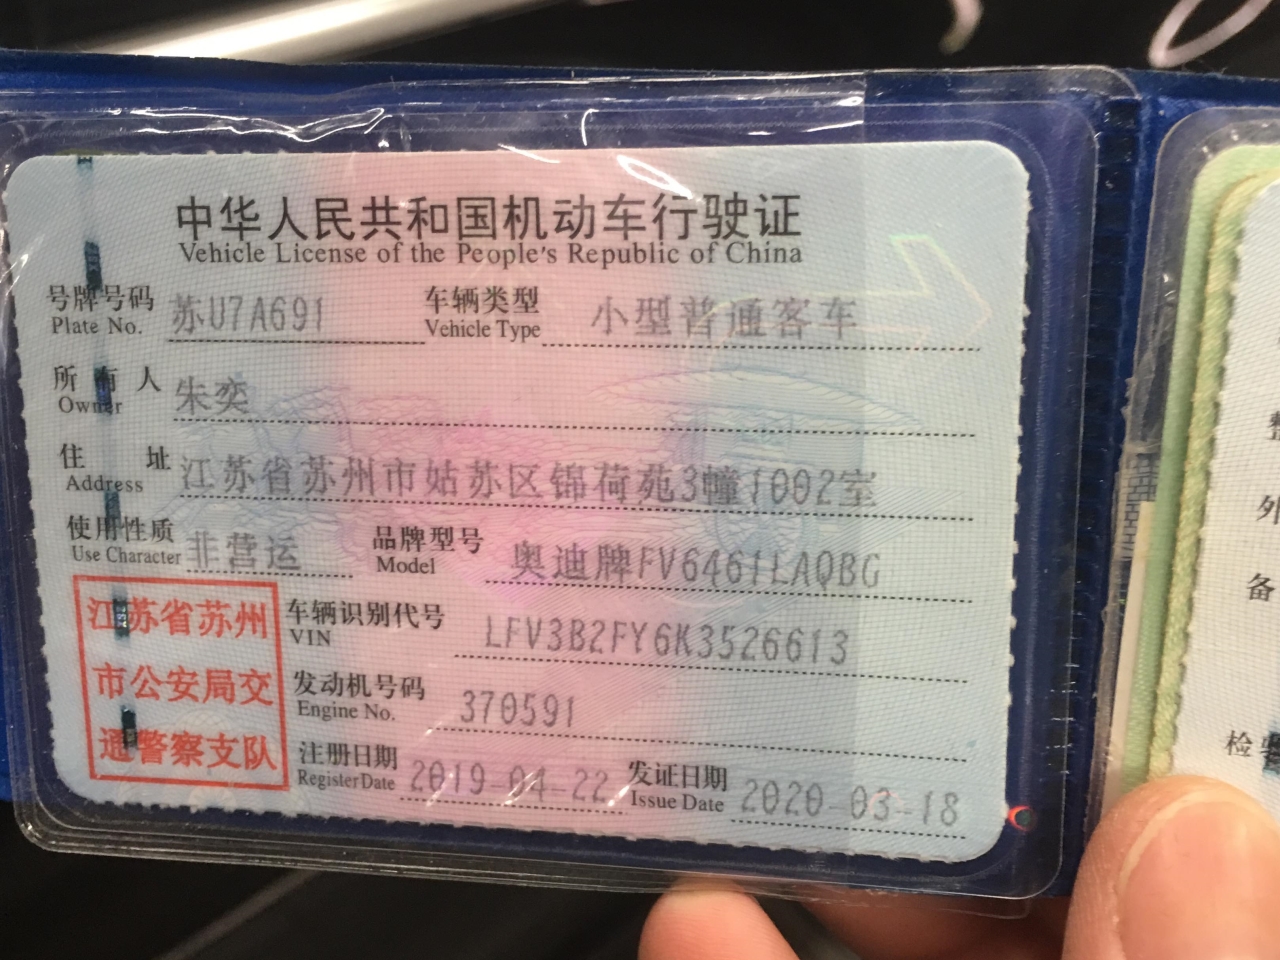 中华人民共和国机动车行驶证
Vehicle License of the People's Republic of China
号牌号码 苏U7A691 车辆类型 小型普通客车
Plate No. Vehicle Type
所有人 朱奕
Owner
住址 江苏省苏州市姑苏区锦荷苑3幢1002室
Address
使用性质 非营运 品牌型号 奥迪牌FV6461LAQBG
Use Character Model
江苏省苏州
市公安局交
通警察支队
车辆识别代号 LFV3B2FY6K3526613
VIN
发动机号码 370591
Engine No.
注册日期 2019-04-22 发证日期 2020-03-18
Register Date Issue Date
整
外
备
检